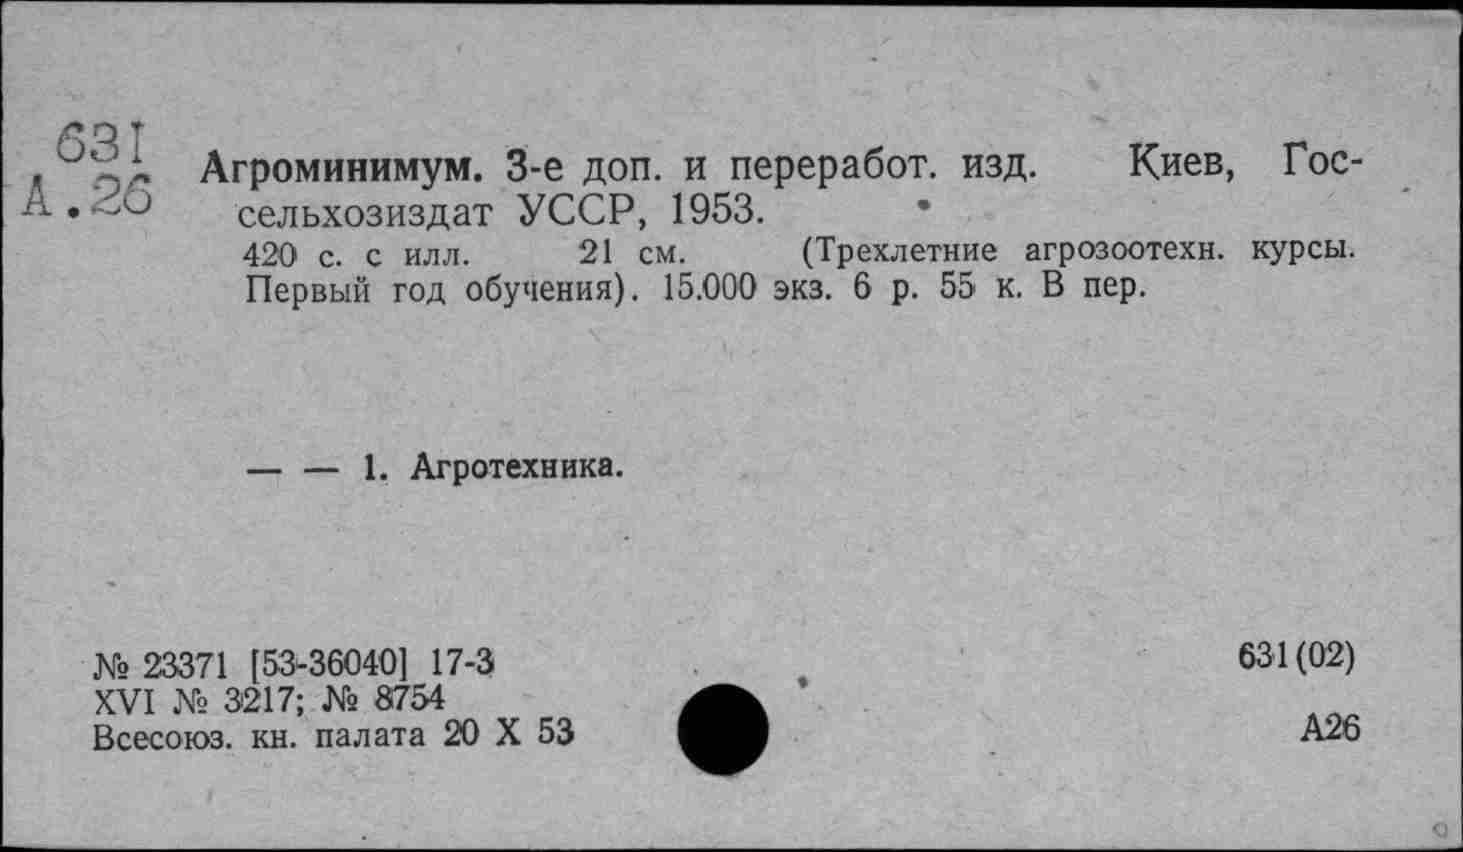 631
А.26
Агроминимум. 3-е доп. и переработ. изд. Киев, Гос-
сельхозиздат УССР, 1953.
420 с. с илл. 21 см. (Трехлетние агрозоотехн. курсы.
Первый год обучения). 15.000 экз. 6 р. 55 к. В пер.
— — 1. Агротехника.
№ 23371 [53-36040] 17-3
XVI № 3217; № 8754
Всесоюз. кн. палата 20 X 53
631(02)
А26